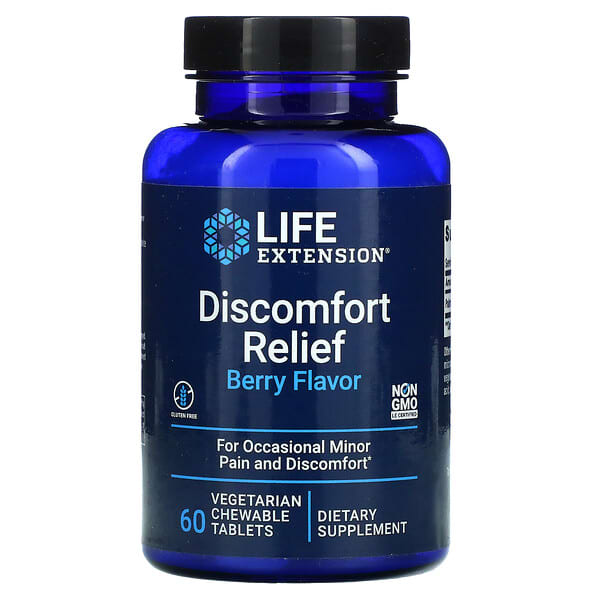 LIFE
EXTENSION®
Discomfort
Relief
Berry Flavor
GLUTEN FREE
NON
GMO
LE CERTIFIED
For Occasional Minor
Pain and Discomfort*
60
VEGETARIAN
CHEWABLE
TABLETS
DIETARY
SUPPLEMENT